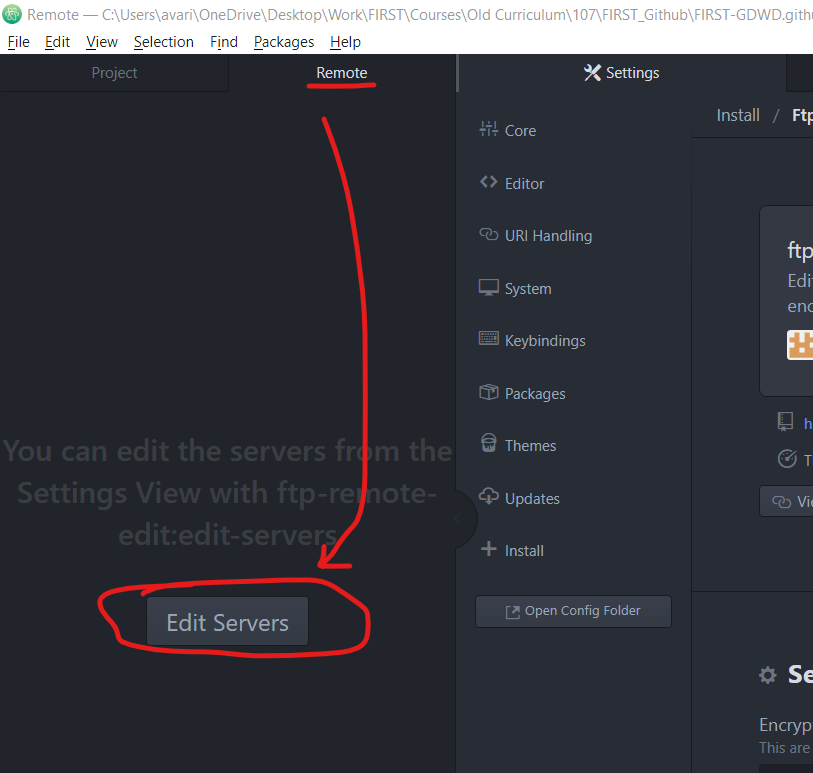 Remote — C:\Users\avari\OneDrive\Desktop\Work\FIRST\Courses\Old Curriculum\107\FIRST_Github\FIRST-GDWD.gith
File Edit View Selection Find Packages Help
Project Remote Settings
Install / Ftp
Core
Editor
URI Handling
System
Keybindings
Packages
Themes
Updates
Install
Open Config Folder
You can edit the servers from the
Settings View with ftp-remote-
edit:edit-servers
Edit Servers
ftp
Edi
enc
h
T
Vie
Se
Encryp
This are